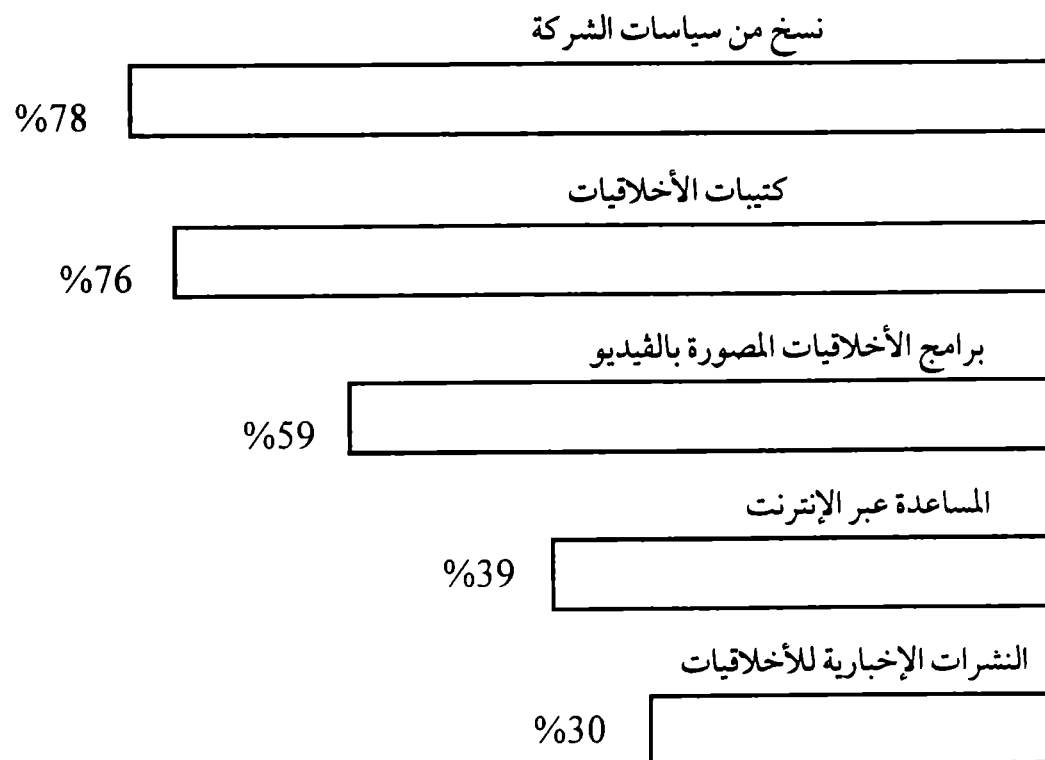 نسخ من سياسات الشركة
%78
كتيبات الأخلاقيات
%76
برامج الأخلاقيات المصورة بالڤيديو
%59
المساعدة عبر الإنترنت
%39
النشرات الإخبارية للأخلاقيات
%30